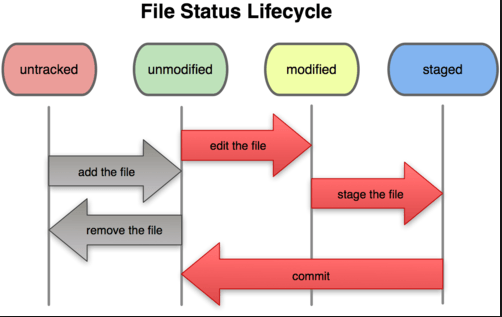 File Status Lifecycle
untracked
unmodified
modified
staged
edit the file
add the file
stage the file
remove the file
commit